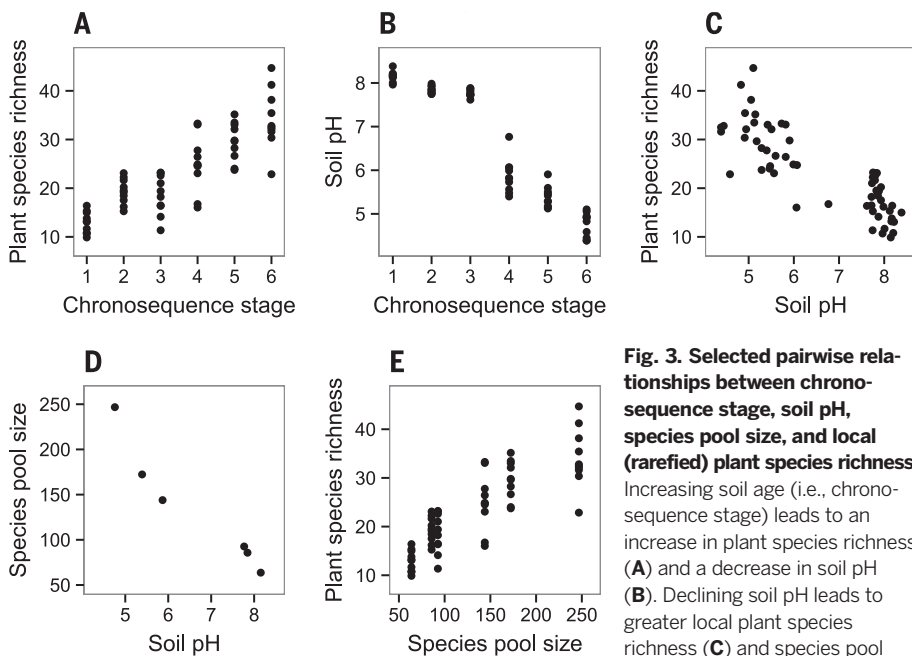 A
B
C
Plant species richness
40
30
20
10
1 2 3 4 5 6
Chronosequence stage
Soil pH
8
7
6
5
1 2 3 4 5 6
Chronosequence stage
Plant species richness
40
30
20
10
5 6 7 8
Soil pH
D
E
Species pool size
250
200
150
100
50
5 6 7 8
Soil pH
Plant species richness
40
30
20
10
50 100 150 200 250
Species pool size
Fig. 3. Selected pairwise rela-
tionships between chrono-
sequence stage, soil pH,
species pool size, and local
(rarefied) plant species richness
Increasing soil age (i.e., chrono-
sequence stage) leads to an
increase in plant species richness
(A) and a decrease in soil pH
(B). Declining soil pH leads to
greater local plant species
richness (C) and species pool